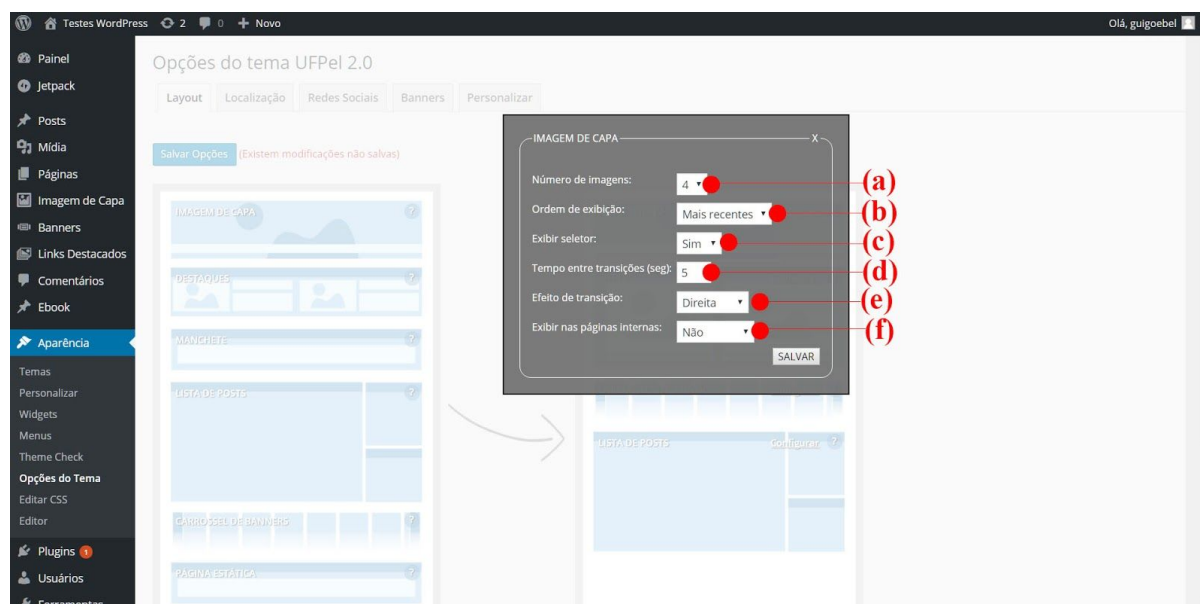 Testes WordPress 2 0 + Novo Olá, guigoebel
Painel
Jetpack
Posts
Mídia
Páginas
Imagem de Capa
Banners
Links Destacados
Comentários
Ebook
Aparência
Temas
Personalizar
Widgets
Menus
Theme Check
Opções do Tema
Editar CSS
Editor
Plugins 1
Usuários
Ferramentas
Opções do tema UFPel 2.0
Layout Localização Redes Sociais Banners Personalizar
Salvar Opções (Existem modificações não salvas)
IMAGEM DE CAPA ?
DESTAQUES ?
MANCHETE ?
LISTA DE POSTS ?
CARROSSEL DE BANNERS ?
PÁGINA ESTÁTICA ?
IMAGEM DE CAPA X
Número de imagens: 4 (a)
Ordem de exibição: Mais recentes (b)
Exibir seletor: Sim (c)
Tempo entre transições (seg): 5 (d)
Efeito de transição: Direita (e)
Exibir nas páginas internas: Não (f)
SALVAR
LISTA DE POSTS Configurar. ?